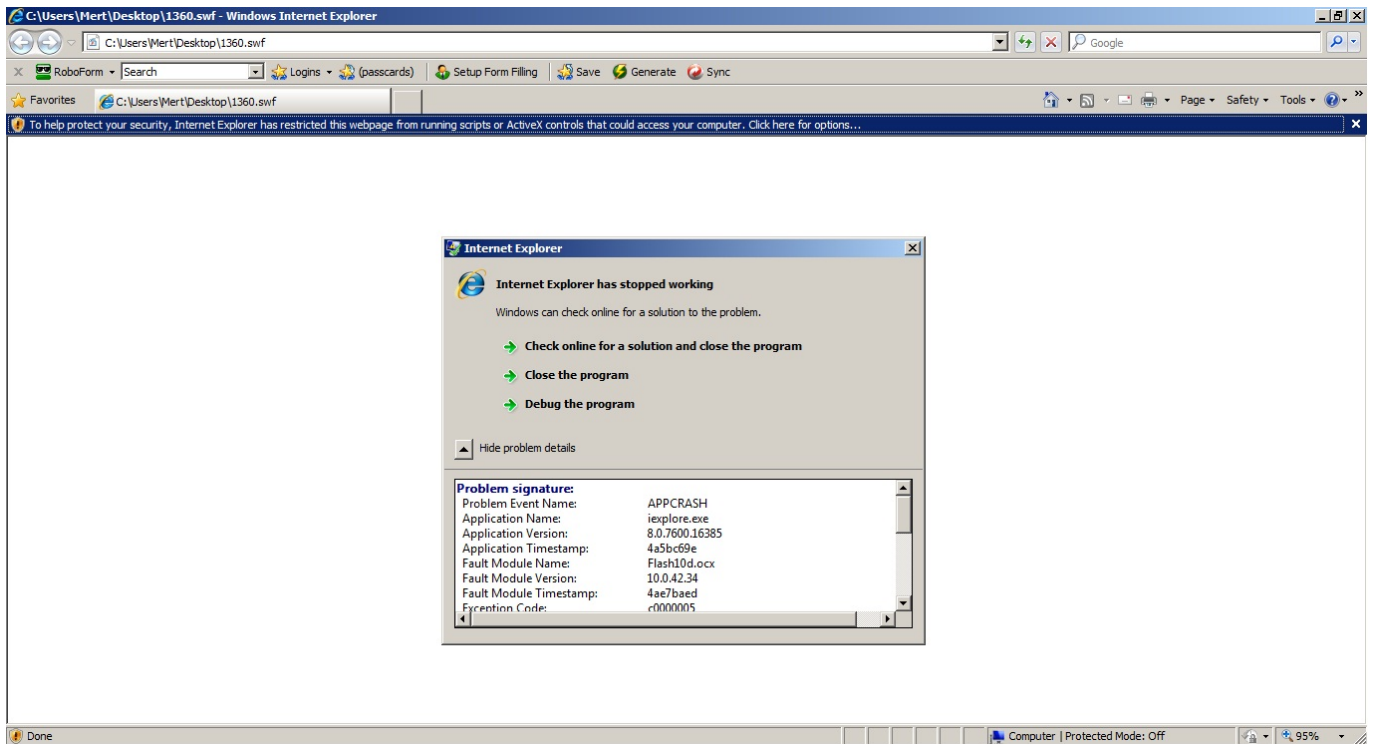 C:\Users\Mert\Desktop\1360.swf - Windows Internet Explorer
C:\Users\Mert\Desktop\1360.swf Google
x RoboForm Search Logins (passcards) Setup Form Filling Save Generate Sync
Favorites C:\Users\Mert\Desktop\1360.swf Page Safety Tools »
To help protect your security, Internet Explorer has restricted this webpage from running scripts or ActiveX controls that could access your computer. Click here for options...
Internet Explorer
Internet Explorer has stopped working
Windows can check online for a solution to the problem.
Check online for a solution and close the program
Close the program
Debug the program
Hide problem details
Problem signature:
Problem Event Name: APPCRASH
Application Name: iexplore.exe
Application Version: 8.0.7600.16385
Application Timestamp: 4a5bc69e
Fault Module Name: Flash10d.ocx
Fault Module Version: 10.0.42.34
Fault Module Timestamp: 4ae7baed
Exception Code: c0000005
Done Computer | Protected Mode: Off 95%